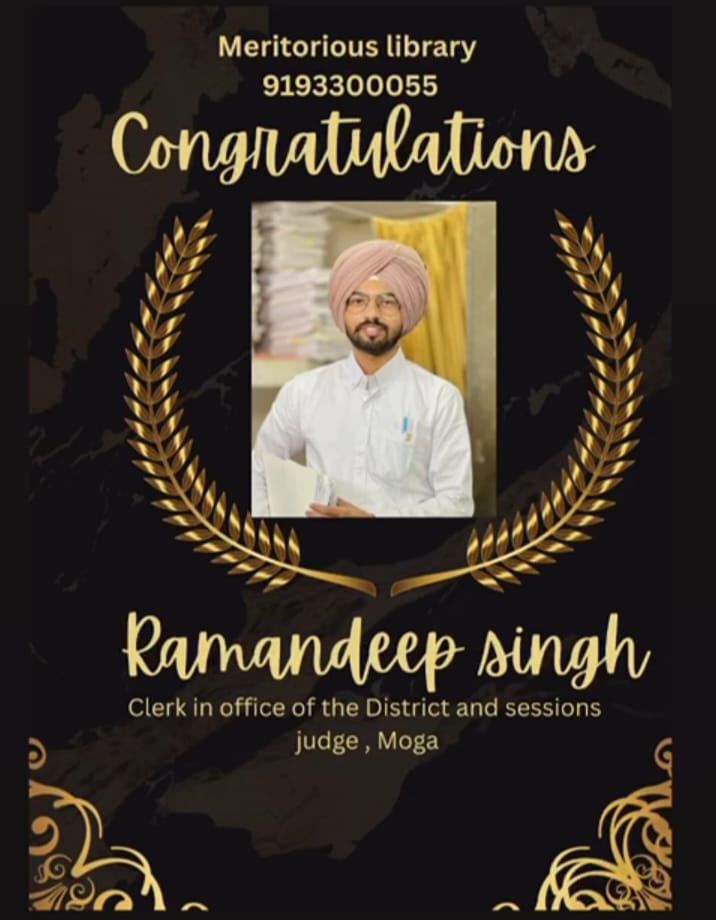 Meritorious library
9193300055
Congratulations
Ramandeep singh
Clerk in office of the District and sessions
judge , Moga